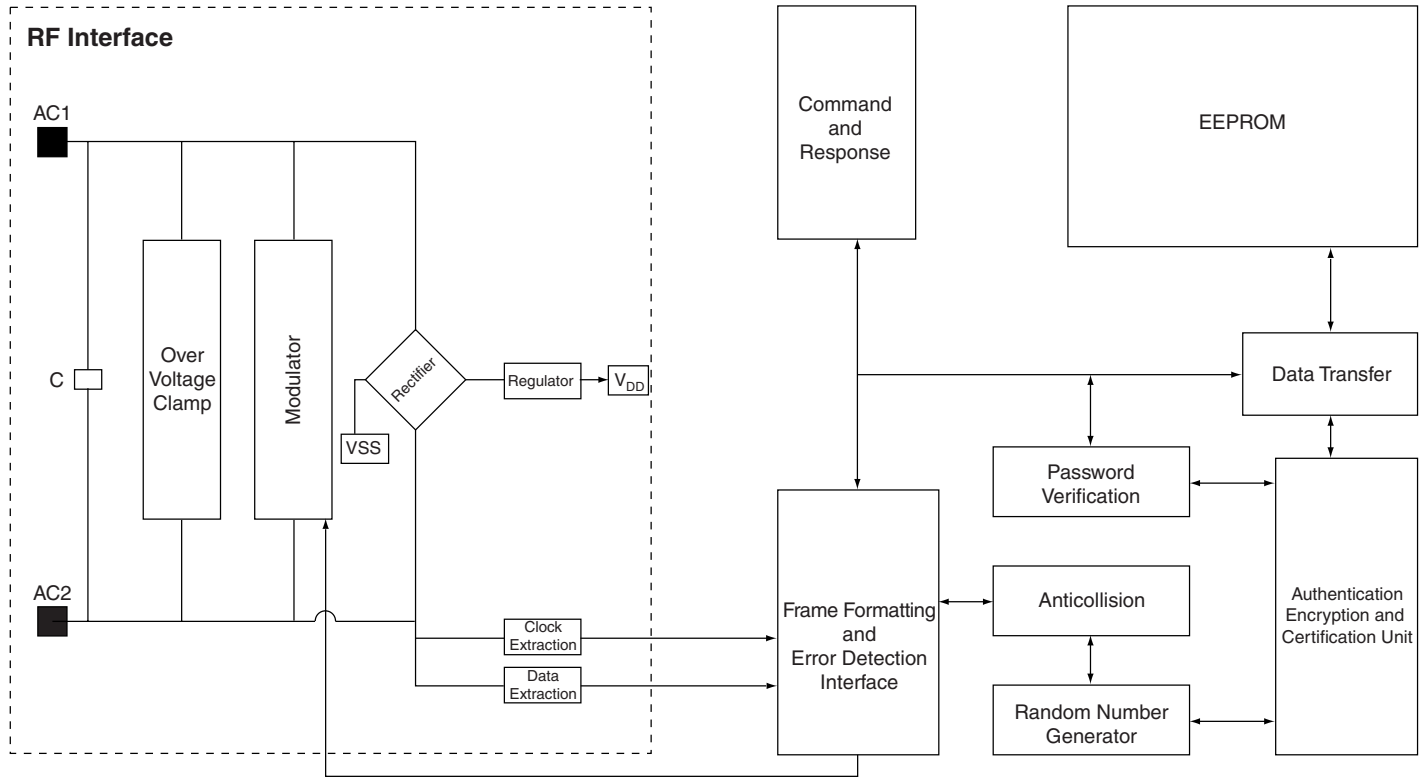 RF Interface
AC1
C
Over
Voltage
Clamp
Modulator
Rectifier
VSS
Regulator
VDD
AC2
Clock
Extraction
Data
Extraction
Command
and
Response
EEPROM
Data Transfer
Password
Verification
Frame Formatting
and
Error Detection
Interface
Anticollision
Random Number
Generator
Authentication
Encryption and
Certification Unit